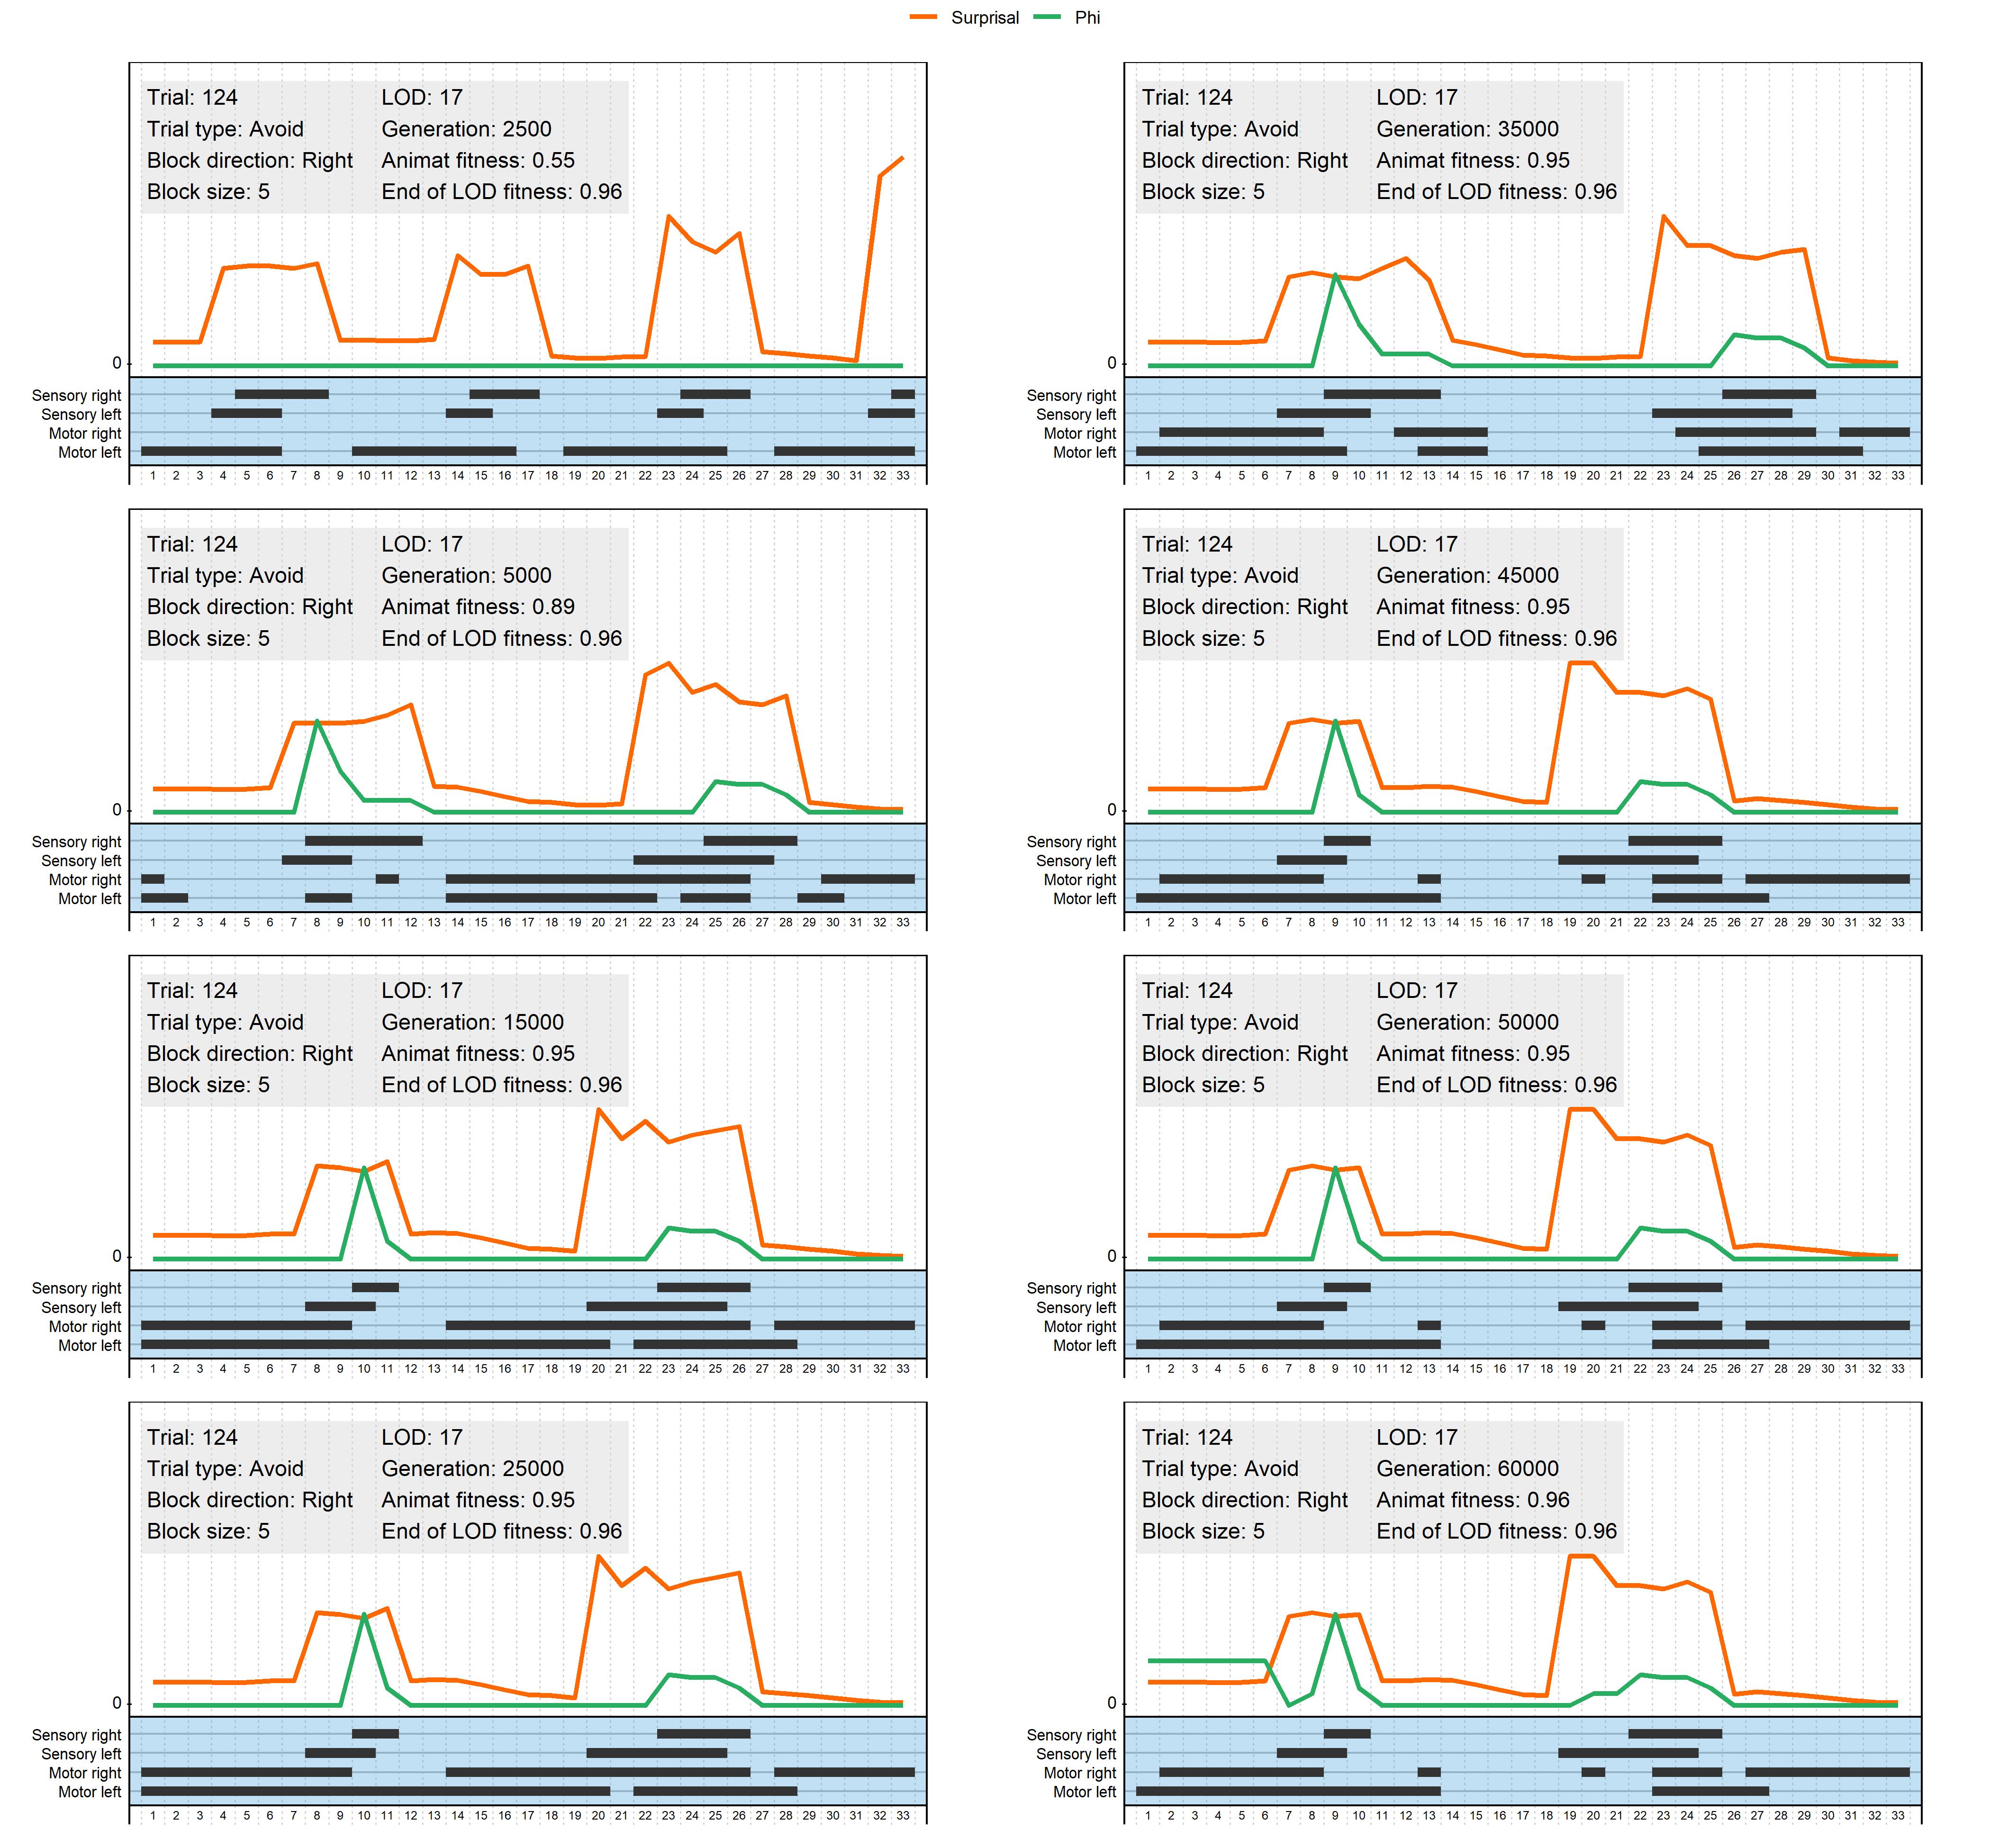 Surprisal Phi
Trial: 124 LOD: 17
Trial type: Avoid Generation: 2500
Block direction: Right Animat fitness: 0.55
Block size: 5 End of LOD fitness: 0.96
0
Sensory right
Sensory left
Motor right
Motor left
1 2 3 4 5 6 7 8 9 10 11 12 13 14 15 16 17 18 19 20 21 22 23 24 25 26 27 28 29 30 31 32 33
Trial: 124 LOD: 17
Trial type: Avoid Generation: 35000
Block direction: Right Animat fitness: 0.95
Block size: 5 End of LOD fitness: 0.96
0
Sensory right
Sensory left
Motor right
Motor left
1 2 3 4 5 6 7 8 9 10 11 12 13 14 15 16 17 18 19 20 21 22 23 24 25 26 27 28 29 30 31 32 33
Trial: 124 LOD: 17
Trial type: Avoid Generation: 5000
Block direction: Right Animat fitness: 0.89
Block size: 5 End of LOD fitness: 0.96
0
Sensory right
Sensory left
Motor right
Motor left
1 2 3 4 5 6 7 8 9 10 11 12 13 14 15 16 17 18 19 20 21 22 23 24 25 26 27 28 29 30 31 32 33
Trial: 124 LOD: 17
Trial type: Avoid Generation: 45000
Block direction: Right Animat fitness: 0.95
Block size: 5 End of LOD fitness: 0.96
0
Sensory right
Sensory left
Motor right
Motor left
1 2 3 4 5 6 7 8 9 10 11 12 13 14 15 16 17 18 19 20 21 22 23 24 25 26 27 28 29 30 31 32 33
Trial: 124 LOD: 17
Trial type: Avoid Generation: 15000
Block direction: Right Animat fitness: 0.95
Block size: 5 End of LOD fitness: 0.96
0
Sensory right
Sensory left
Motor right
Motor left
1 2 3 4 5 6 7 8 9 10 11 12 13 14 15 16 17 18 19 20 21 22 23 24 25 26 27 28 29 30 31 32 33
Trial: 124 LOD: 17
Trial type: Avoid Generation: 50000
Block direction: Right Animat fitness: 0.95
Block size: 5 End of LOD fitness: 0.96
0
Sensory right
Sensory left
Motor right
Motor left
1 2 3 4 5 6 7 8 9 10 11 12 13 14 15 16 17 18 19 20 21 22 23 24 25 26 27 28 29 30 31 32 33
Trial: 124 LOD: 17
Trial type: Avoid Generation: 25000
Block direction: Right Animat fitness: 0.95
Block size: 5 End of LOD fitness: 0.96
0
Sensory right
Sensory left
Motor right
Motor left
1 2 3 4 5 6 7 8 9 10 11 12 13 14 15 16 17 18 19 20 21 22 23 24 25 26 27 28 29 30 31 32 33
Trial: 124 LOD: 17
Trial type: Avoid Generation: 60000
Block direction: Right Animat fitness: 0.96
Block size: 5 End of LOD fitness: 0.96
0
Sensory right
Sensory left
Motor right
Motor left
1 2 3 4 5 6 7 8 9 10 11 12 13 14 15 16 17 18 19 20 21 22 23 24 25 26 27 28 29 30 31 32 33